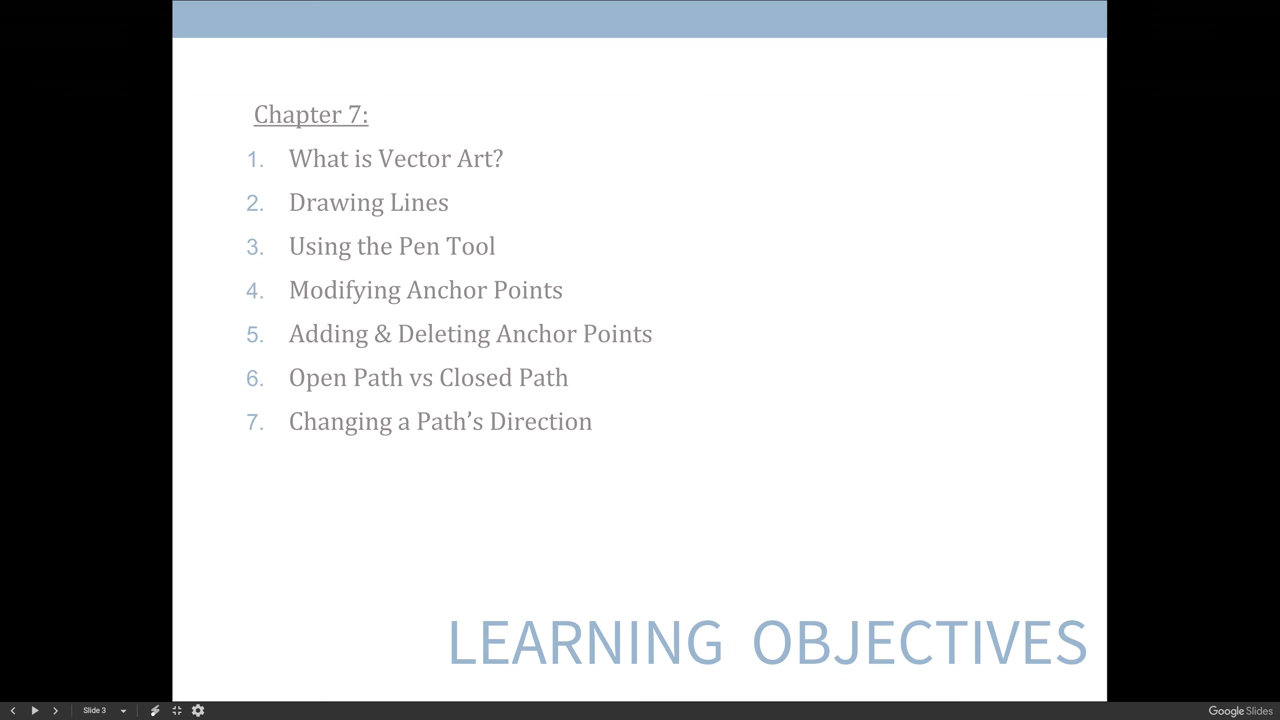 Chapter 7:
1. What is Vector Art?
2. Drawing Lines
3. Using the Pen Tool
4. Modifying Anchor Points
5. Adding & Deleting Anchor Points
6. Open Path vs Closed Path
7. Changing a Path’s Direction
LEARNING OBJECTIVES
Slide 3
Google Slides